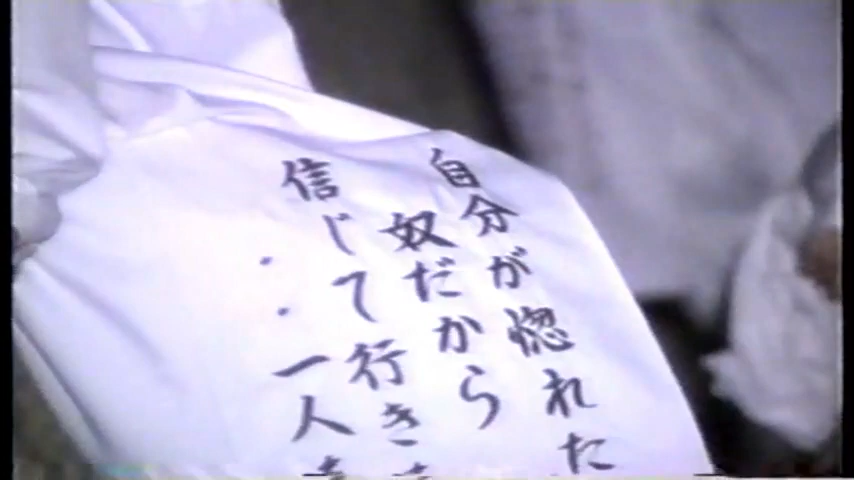 自分が惚れた
奴だから
信じて行き
・・一人